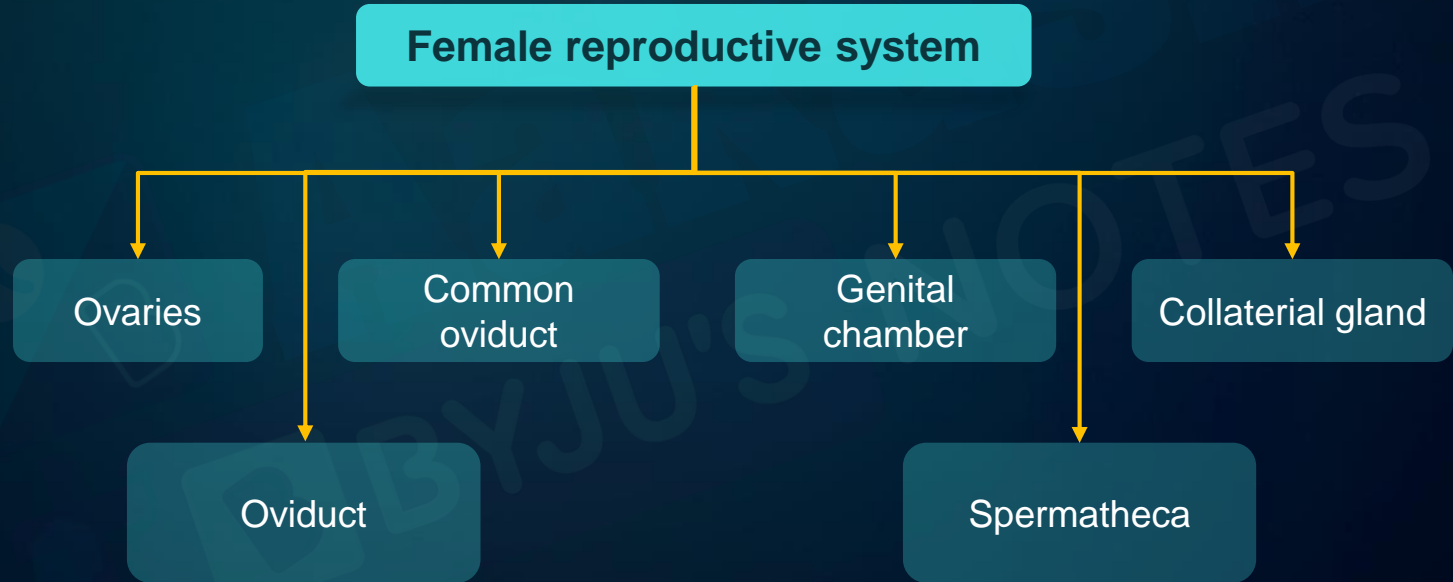 Female reproductive system
Ovaries
Common
oviduct
Genital
chamber
Collaterial gland
Oviduct
Spermatheca
BYJU'S NOTES